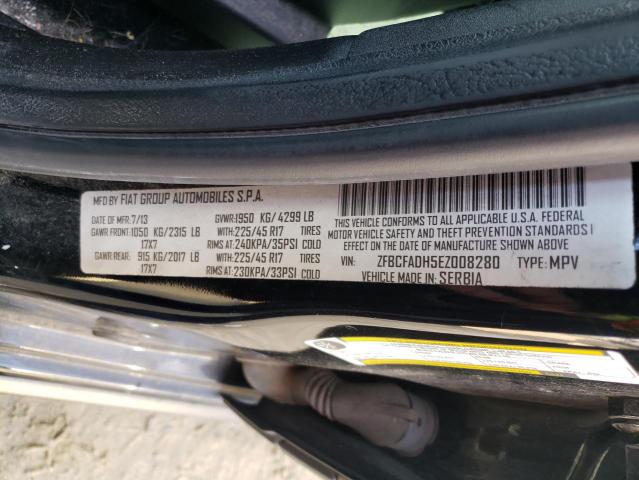 MFD BY FIAT GROUP AUTOMOBILES S.P.A.
DATE OF MFR: 7/13 GVWR: 1950 KG/4299 LB
GAWR FRONT: 1050 KG/2315 LB WITH: 225/45 R17 TIRES
17X7 RIMS AT: 240KPA/35PSI COLD
GAWR REAR: 915 KG/2017 LB WITH: 225/45 R17 TIRES
17X7 RIMS AT: 230KPA/33PSI COLD
THIS VEHICLE CONFORMS TO ALL APPLICABLE U.S.A. FEDERAL
MOTOR VEHICLE SAFETY AND THEFT PREVENTION STANDARDS I
EFFECT ON THE DATE OF MANUFACTURE SHOWN ABOVE.
VIN: ZFBCFADH5EZ008280 TYPE: MPV
VEHICLE MADE IN SERBIA